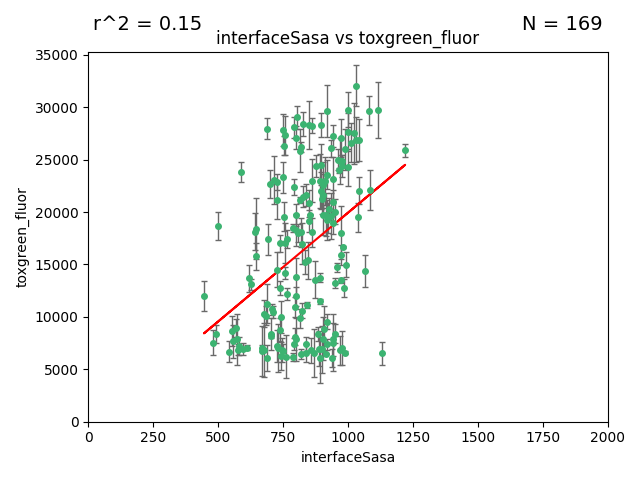 r^2 = 0.15
N = 169
interfaceSasa vs toxgreen_fluor
35000
30000
25000
20000
15000
10000
5000
0
toxgreen_fluor
0 250 500 750 1000 1250 1500 1750 2000
interfaceSasa